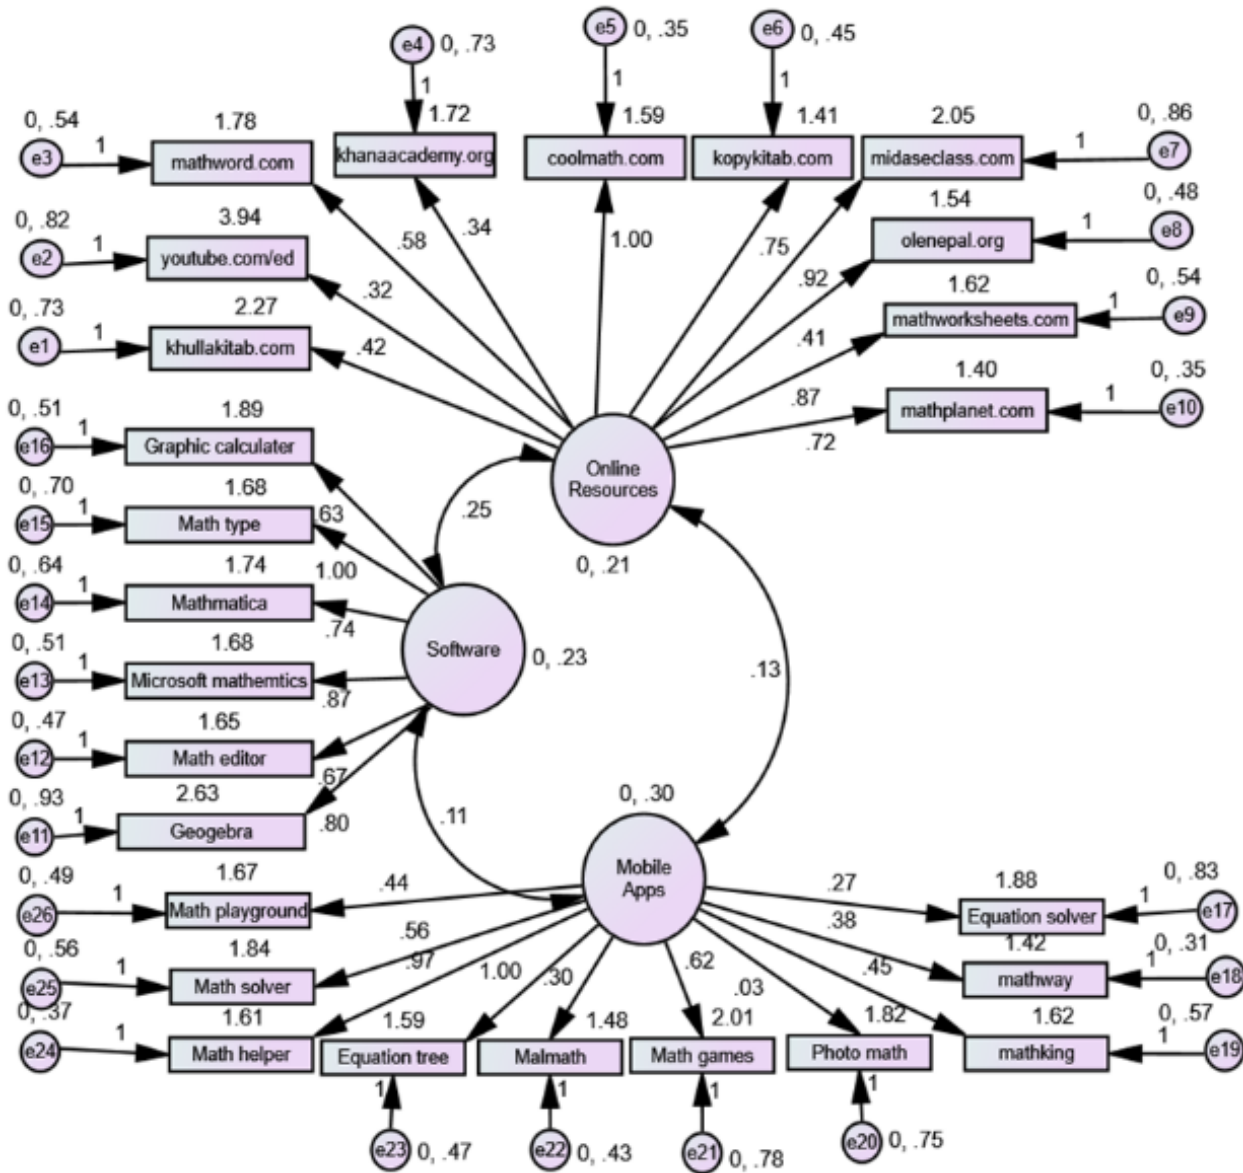 e5 0, .35
e6 0, .45
e4 0, .73
1
1
1
0, .54
e3
1
1.78
mathword.com
1.72
khanaacademy.org
1.59
coolmath.com
1.41
kopykitab.com
2.05
midaseclass.com
1
0, .86
e7
0, .82
e2
1
3.94
youtube.com/ed
1.54
olenepal.org
1
0, .48
e8
0, .73
e1
1
2.27
khullakitab.com
1.62
mathworksheets.com
1
0, .54
e9
1.40
mathplanet.com
1
0, .35
e10
.58
.34
1.00
.75
.32
.92
.42
.41
.87
.72
Online
Resources
0, .21
0, .51
e16
1
1.89
Graphic calculater
0, .70
e15
1
1.68
Math type
.63
0, .64
e14
1
1.74
Mathmatica
1.00
0, .51
e13
1
1.68
Microsoft mathemtics
.74
0, .47
e12
1
1.65
Math editor
.87
0, .93
e11
1
2.63
Geogebra
.67
.80
Software
0, .23
.25
.13
.11
0, .30
Mobile
Apps
0, .49
e26
1
1.67
Math playground
.44
0, .56
e25
1
1.84
Math solver
.56
0, .37
e24
1
1.61
Math helper
.97
1.00
1.59
Equation tree
.30
1.48
Malmath
.62
2.01
Math games
.03
1.82
Photo math
.27
1.88
Equation solver
1
0, .83
e17
.38
1.42
mathway
1
0, .31
e18
.45
1.62
mathking
1
0, .57
e19
1
1
1
1
e23 0, .47
e22 0, .43
e21 0, .78
e20 0, .75